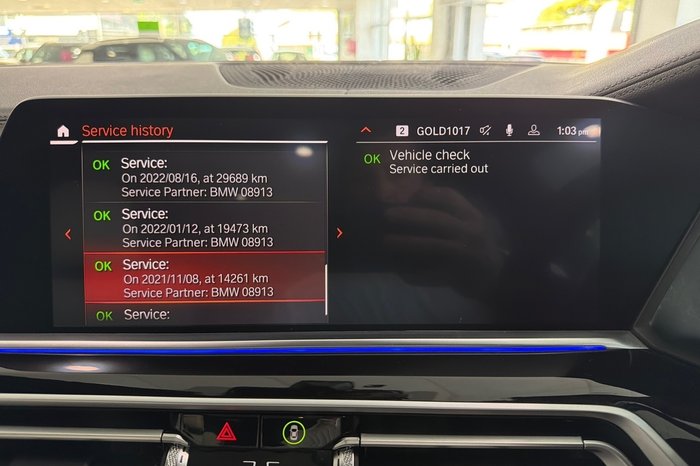 Service history
2 GOLD1017 1:03 pm
OK Service:
On 2022/08/16, at 29689 km
Service Partner: BMW 08913
OK Service:
On 2022/01/12, at 19473 km
Service Partner: BMW 08913
OK Service:
On 2021/11/08, at 14261 km
Service Partner: BMW 08913
OK Service:
OK Vehicle check
Service carried out